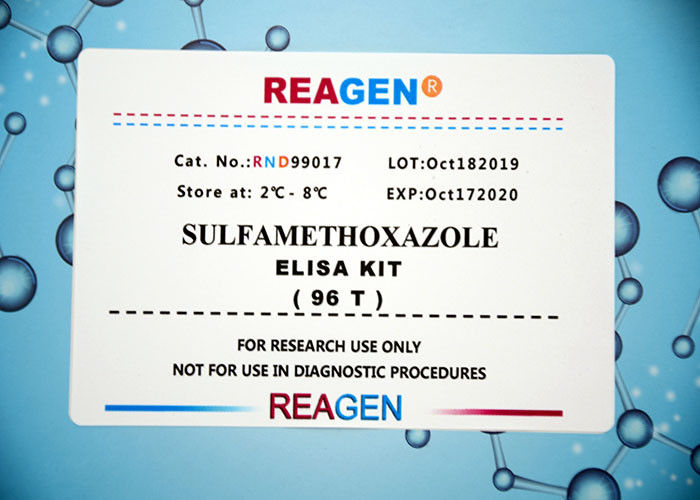 REAGEN®
Cat. No.:RND99017 LOT:Oct182019
Store at: 2℃- 8℃ EXP:Oct172020
SULFAMETHOXAZOLE
ELISA KIT
( 96 T )
FOR RESEARCH USE ONLY
NOT FOR USE IN DIAGNOSTIC PROCEDURES
REAGEN